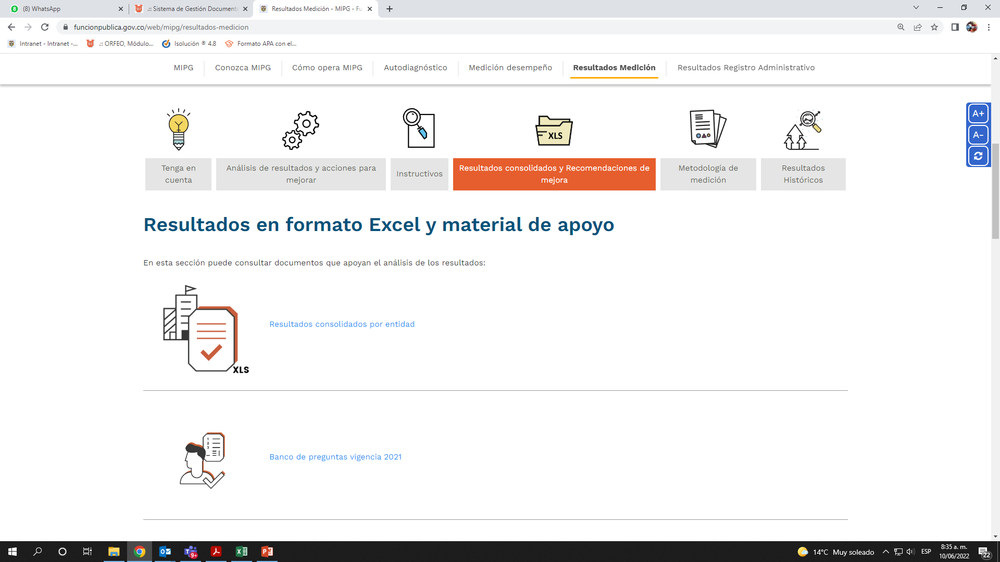 (8) WhatsApp
.:: Sistema de Gestión Documenta
Resultados Medición - MIPG - Fu
funcionpublica.gov.co/web/mipg/resultados-medicion
Intranet - Intranet -...
.:: ORFEO, Módulo...
Isolución ® 4.8
Formato APA con el...
MIPG
Conozca MIPG
Cómo opera MIPG
Autodiagnóstico
Medición desempeño
Resultados Medición
Resultados Registro Administrativo
A+
A-
XLS
Tenga en
cuenta
Análisis de resultados y acciones para
mejorar
Instructivos
Resultados consolidados y Recomendaciones de
mejora
Metodología de
medición
Resultados
Históricos
Resultados en formato Excel y material de apoyo
En esta sección puede consultar documentos que apoyan el análisis de los resultados:
Resultados consolidados por entidad
XLS
1
2
3
Banco de preguntas vigencia 2021
9+
14°C Muy soleado
ESP
8:35 a. m.
10/06/2022
22